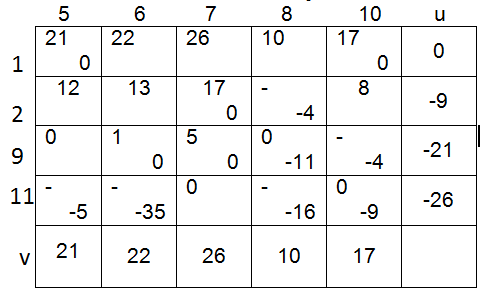 5 6 7 8 10 u
21 22 26 10 17
1 0 0 0
12 13 17 - 8
2 0 -4 -9
0 1 5 0 -
9 0 0 -11 -4 -21
- - 0 - 0
11 -5 -35 -16 -9 -26
v 21 22 26 10 17